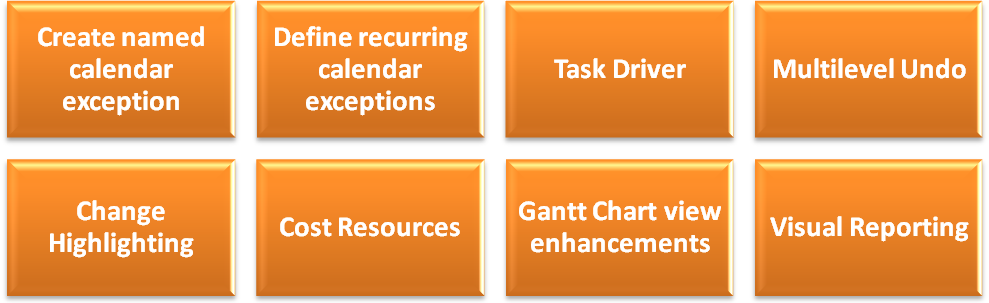 Create named
calendar
exception
Define recurring
calendar
exceptions
Task Driver
Multilevel Undo
Change
Highlighting
Cost Resources
Gantt Chart view
enhancements
Visual Reporting